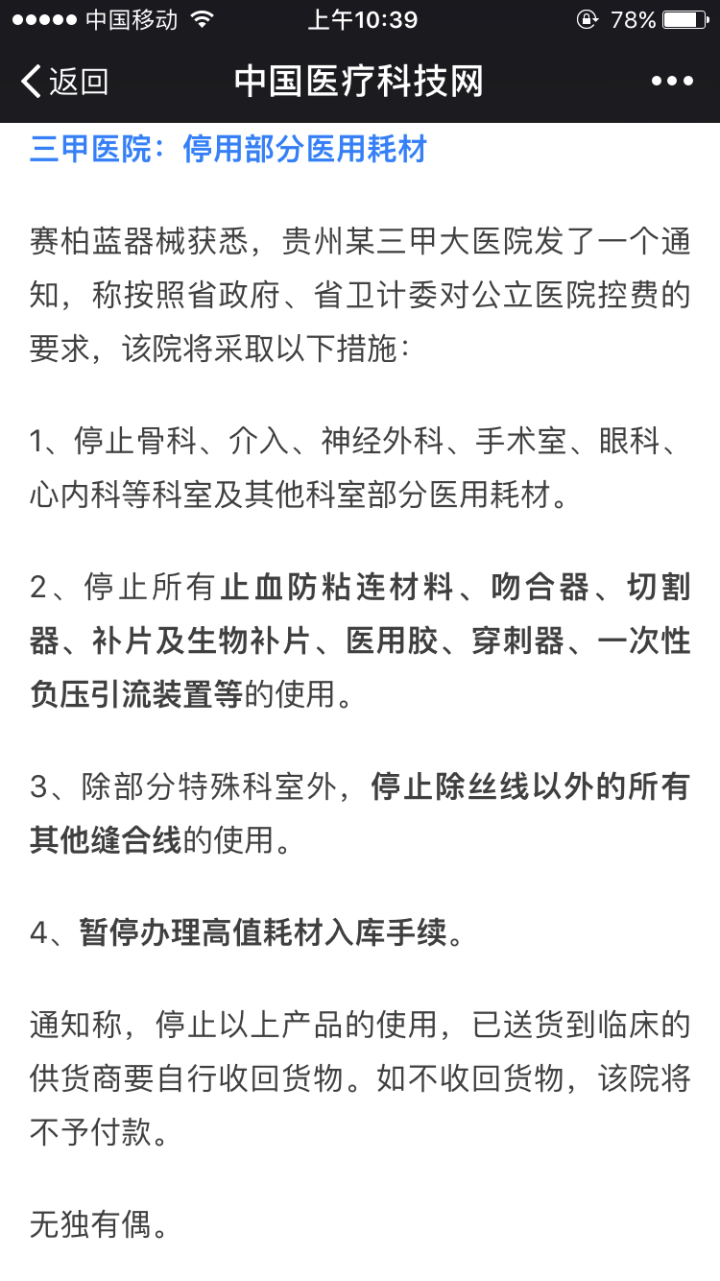 中国移动 上午10:39 78%
返回 中国医疗科技网
三甲医院：停用部分医用耗材
赛柏蓝器械获悉，贵州某三甲大医院发了一个通
知，称按照省政府、省卫计委对公立医院控费的
要求，该院将采取以下措施：
1、停止骨科、介入、神经外科、手术室、眼科、
心内科等科室及其他科室部分医用耗材。
2、停止所有止血防粘连材料、吻合器、切割
器、补片及生物补片、医用胶、穿刺器、一次性
负压引流装置等的使用。
3、除部分特殊科室外，停止除丝线以外的所有
其他缝合线的使用。
4、暂停办理高值耗材入库手续。
通知称，停止以上产品的使用，已送货到临床的
供货商要自行收回货物。如不收回货物，该院将
不予付款。
无独有偶。